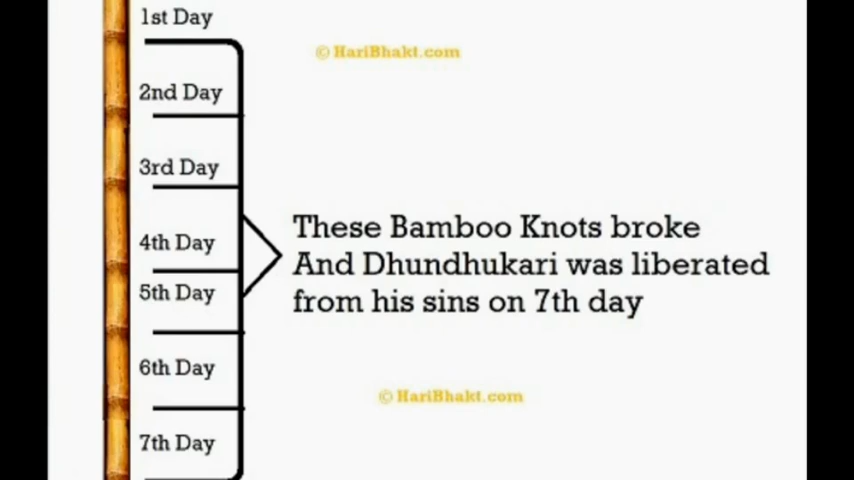 1st Day
© HariBhakt.com
2nd Day
3rd Day
4th Day
These Bamboo Knots broke
And Dhundhukari was liberated
from his sins on 7th day
5th Day
6th Day
© HariBhakt.com
7th Day